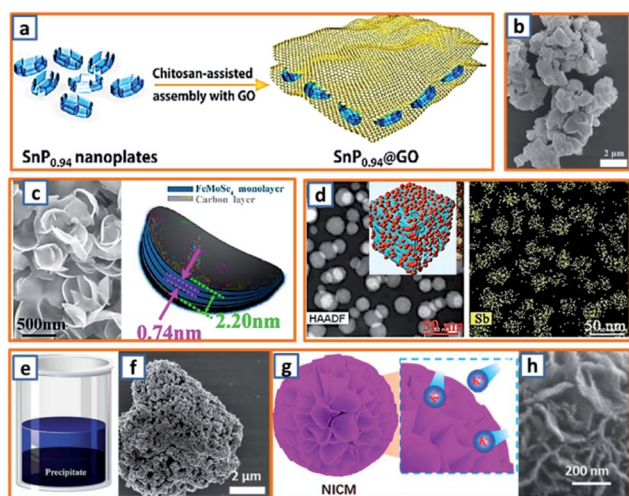 a
Chitosan-assisted
assembly with GO
SnP0.94 nanoplates
SnP0.94@GO
b
2 μm
c
500nm
FeMoSe4 monolayer
Carbon layer
0.74nm
2.20nm
d
HAADF
50 nm
Sb
50 nm
e
Precipitate
f
2 μm
g
NICM
h
200 nm